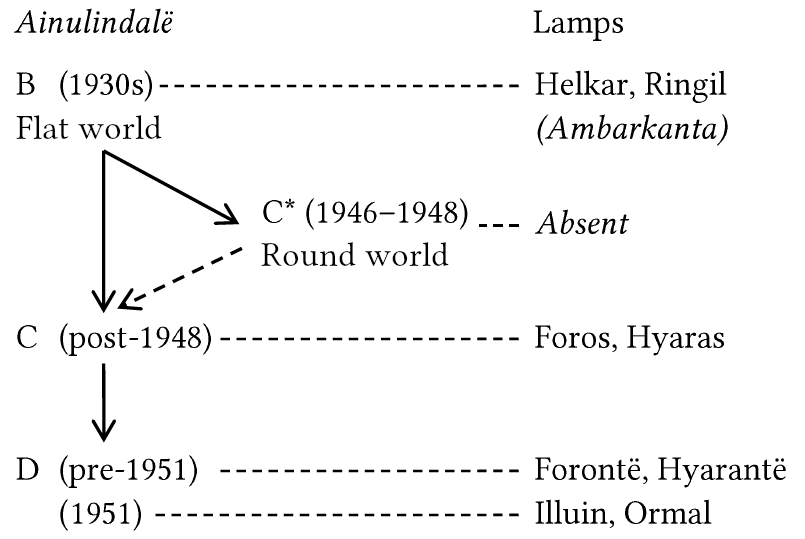 Ainulindalë Lamps
B (1930s) Helkar, Ringil
Flat world (Ambarkanta)
C* (1946–1948) Absent
Round world
C (post-1948) Foros, Hyaras
D (pre-1951) Forontë, Hyarantë
(1951) Illuin, Ormal